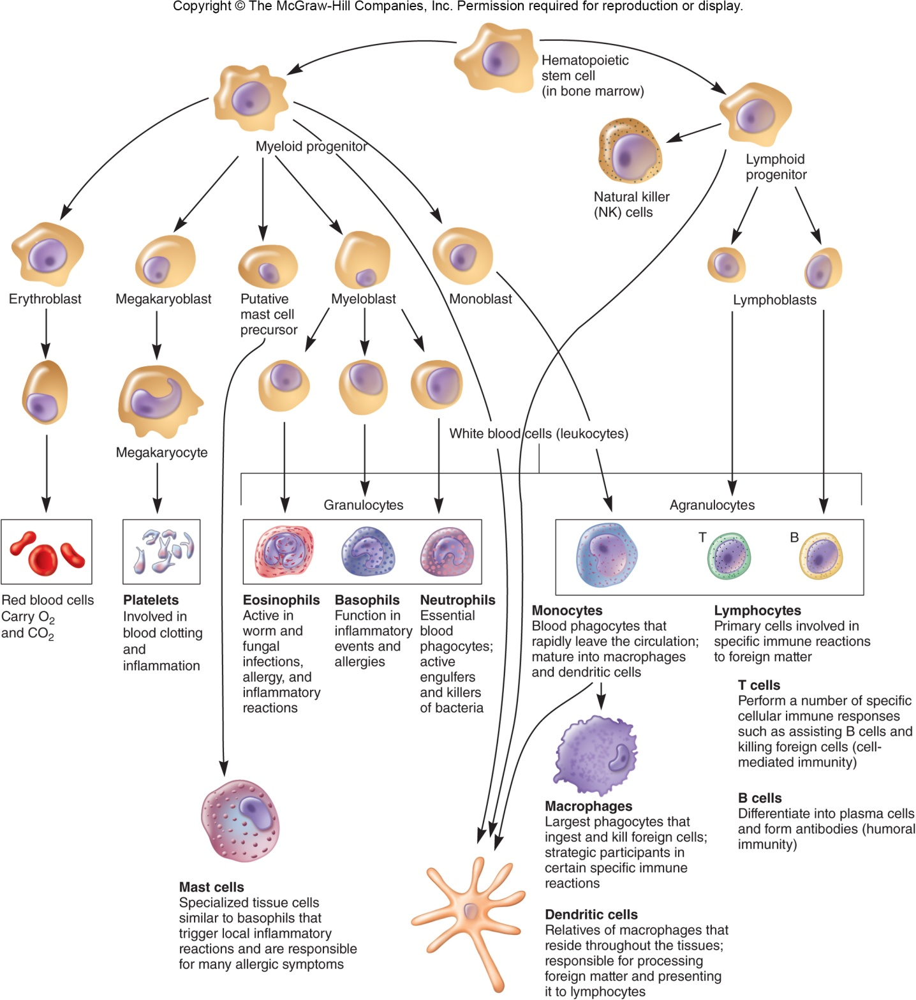 Copyright © The McGraw-Hill Companies, Inc. Permission required for reproduction or display.
Hematopoietic
stem cell
(in bone marrow)
Myeloid progenitor
Natural killer
(NK) cells
Lymphoid
progenitor
Erythroblast
Megakaryoblast
Putative
mast cell
precursor
Myeloblast
Monoblast
Lymphoblasts
Megakaryocyte
White blood cells (leukocytes)
Granulocytes
Agranulocytes
T
B
Red blood cells
Carry O2
and CO2
Platelets
Involved in
blood clotting
and
inflammation
Eosinophils
Active in
worm and
fungal
infections,
allergy, and
inflammatory
reactions
Basophils
Function in
inflammatory
events and
allergies
Neutrophils
Essential
blood
phagocytes;
active
engulfers
and killers
of bacteria
Monocytes
Blood phagocytes that
rapidly leave the circulation;
mature into macrophages
and dendritic cells
Lymphocytes
Primary cells involved in
specific immune reactions
to foreign matter
T cells
Perform a number of specific
cellular immune responses
such as assisting B cells and
killing foreign cells (cell-
mediated immunity)
B cells
Differentiate into plasma cells
and form antibodies (humoral
immunity)
Macrophages
Largest phagocytes that
ingest and kill foreign cells;
strategic participants in
certain specific immune
reactions
Mast cells
Specialized tissue cells
similar to basophils that
trigger local inflammatory
reactions and are responsible
for many allergic symptoms
Dendritic cells
Relatives of macrophages that
reside throughout the tissues;
responsible for processing
foreign matter and presenting
it to lymphocytes